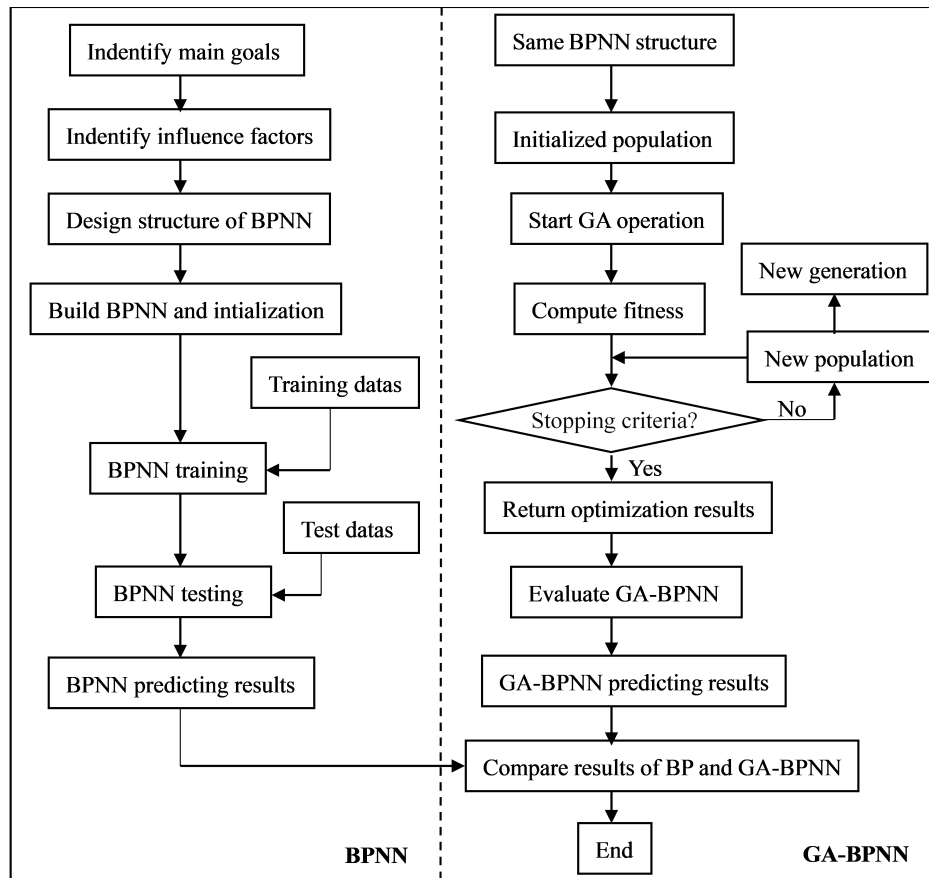 Indentify main goals
Indentify influence factors
Design structure of BPNN
Build BPNN and intialization
Training datas
BPNN training
Test datas
BPNN testing
BPNN predicting results
BPNN
Same BPNN structure
Initialized population
Start GA operation
New generation
Compute fitness
New population
Stopping criteria?
No
Yes
Return optimization results
Evaluate GA-BPNN
GA-BPNN predicting results
Compare results of BP and GA-BPNN
End
GA-BPNN